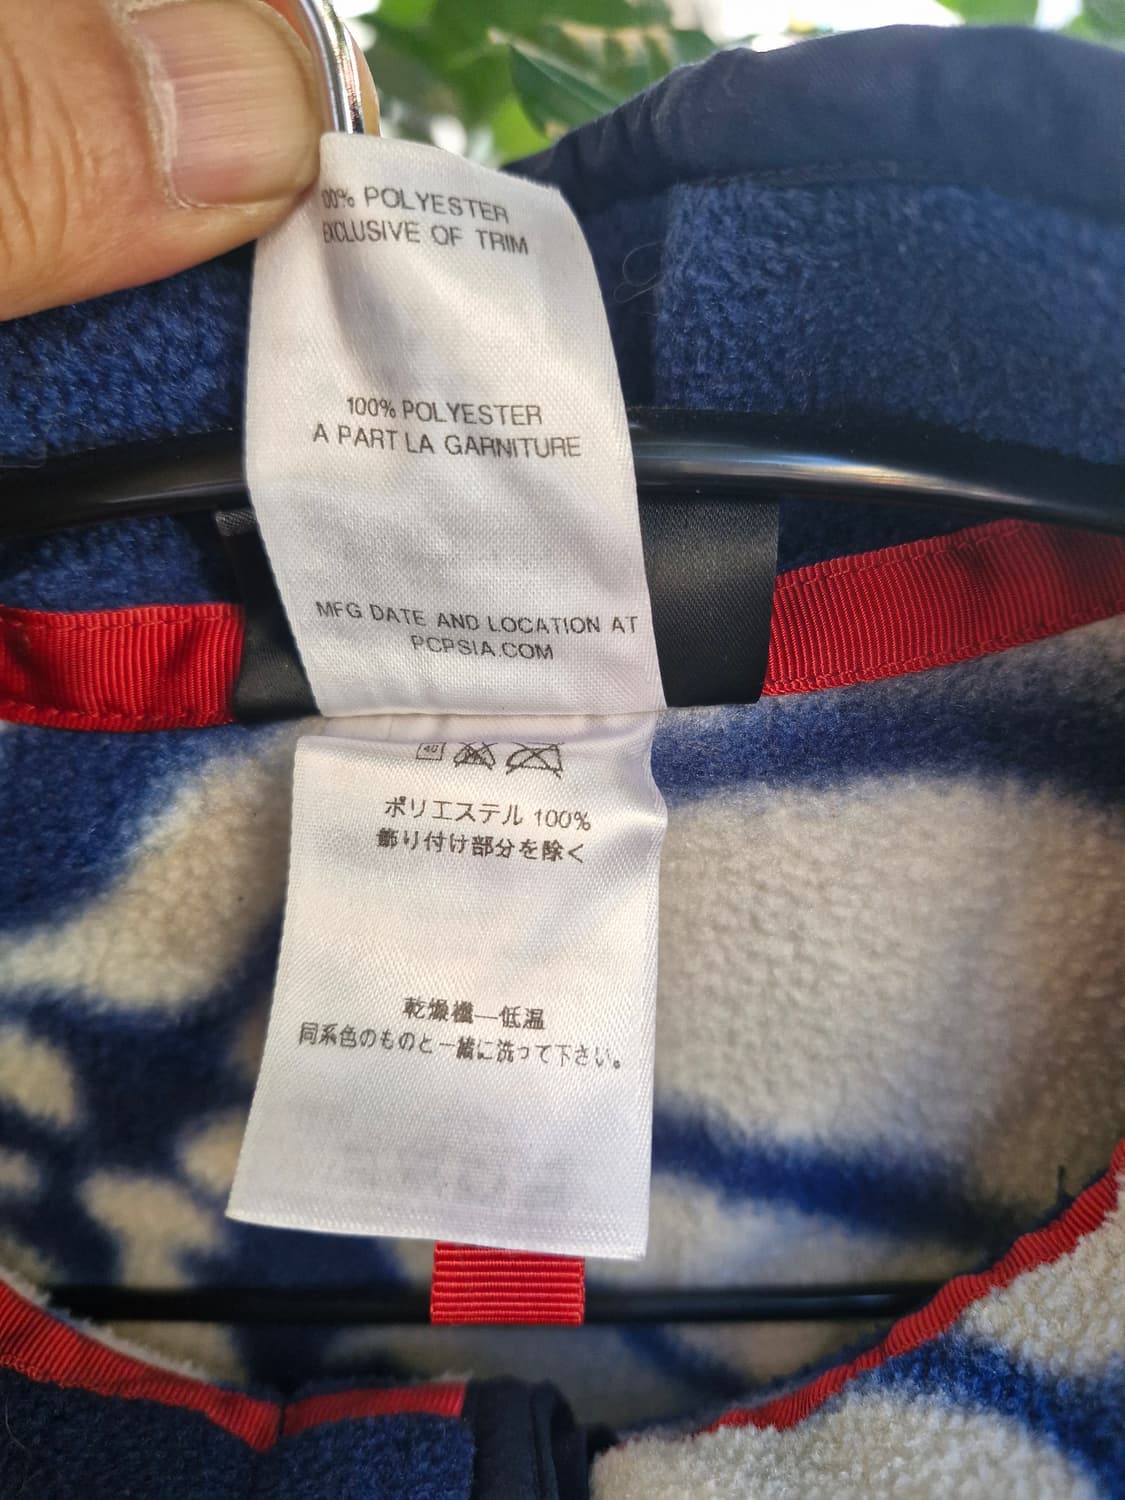 00% POLYESTER
EXCLUSIVE OF TRIM
100% POLYESTER
A PART LA GARNITURE
MFG DATE AND LOCATION AT
PCPSIA.COM
40
ポリエステル 100%
飾り付け部分を除く
乾燥機—低温
同系色のものと一緒に洗って下さい。